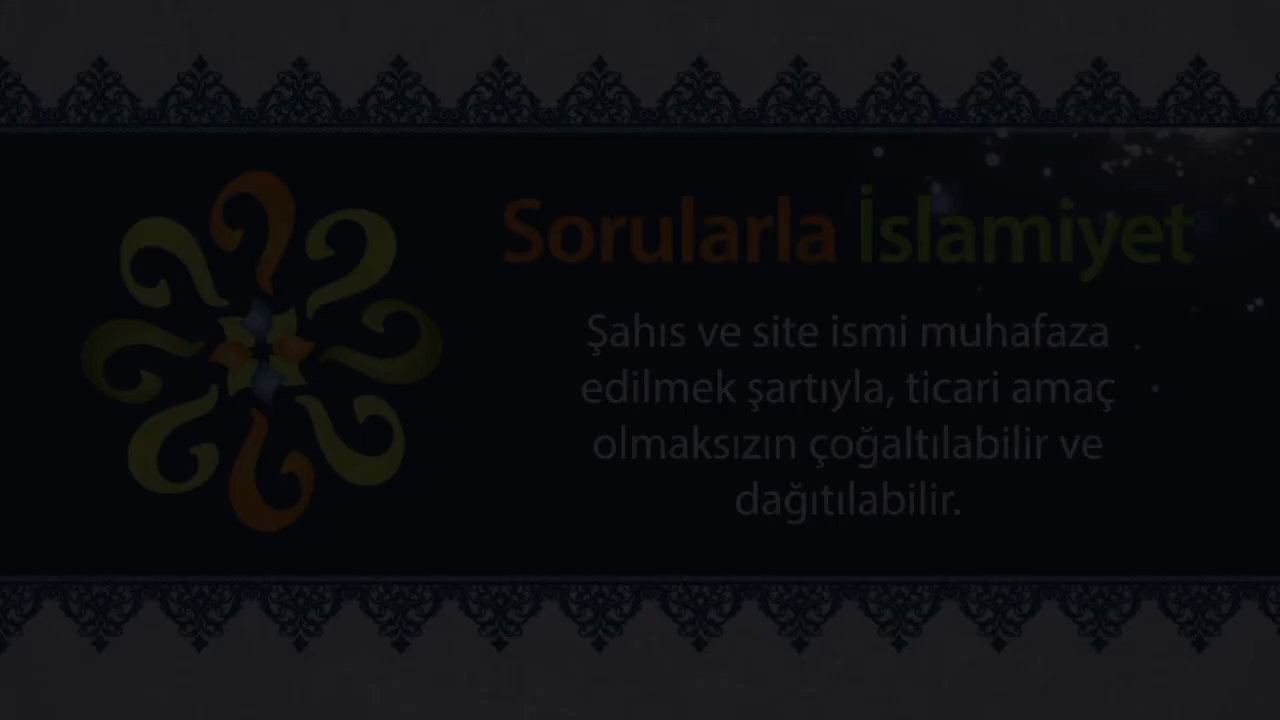 Sorularla İslamiyet
Şahıs ve site ismi muhafaza
edilmek şartıyla, ticari amaç
olmaksızın çoğaltılabilir ve
dağıtılabilir.